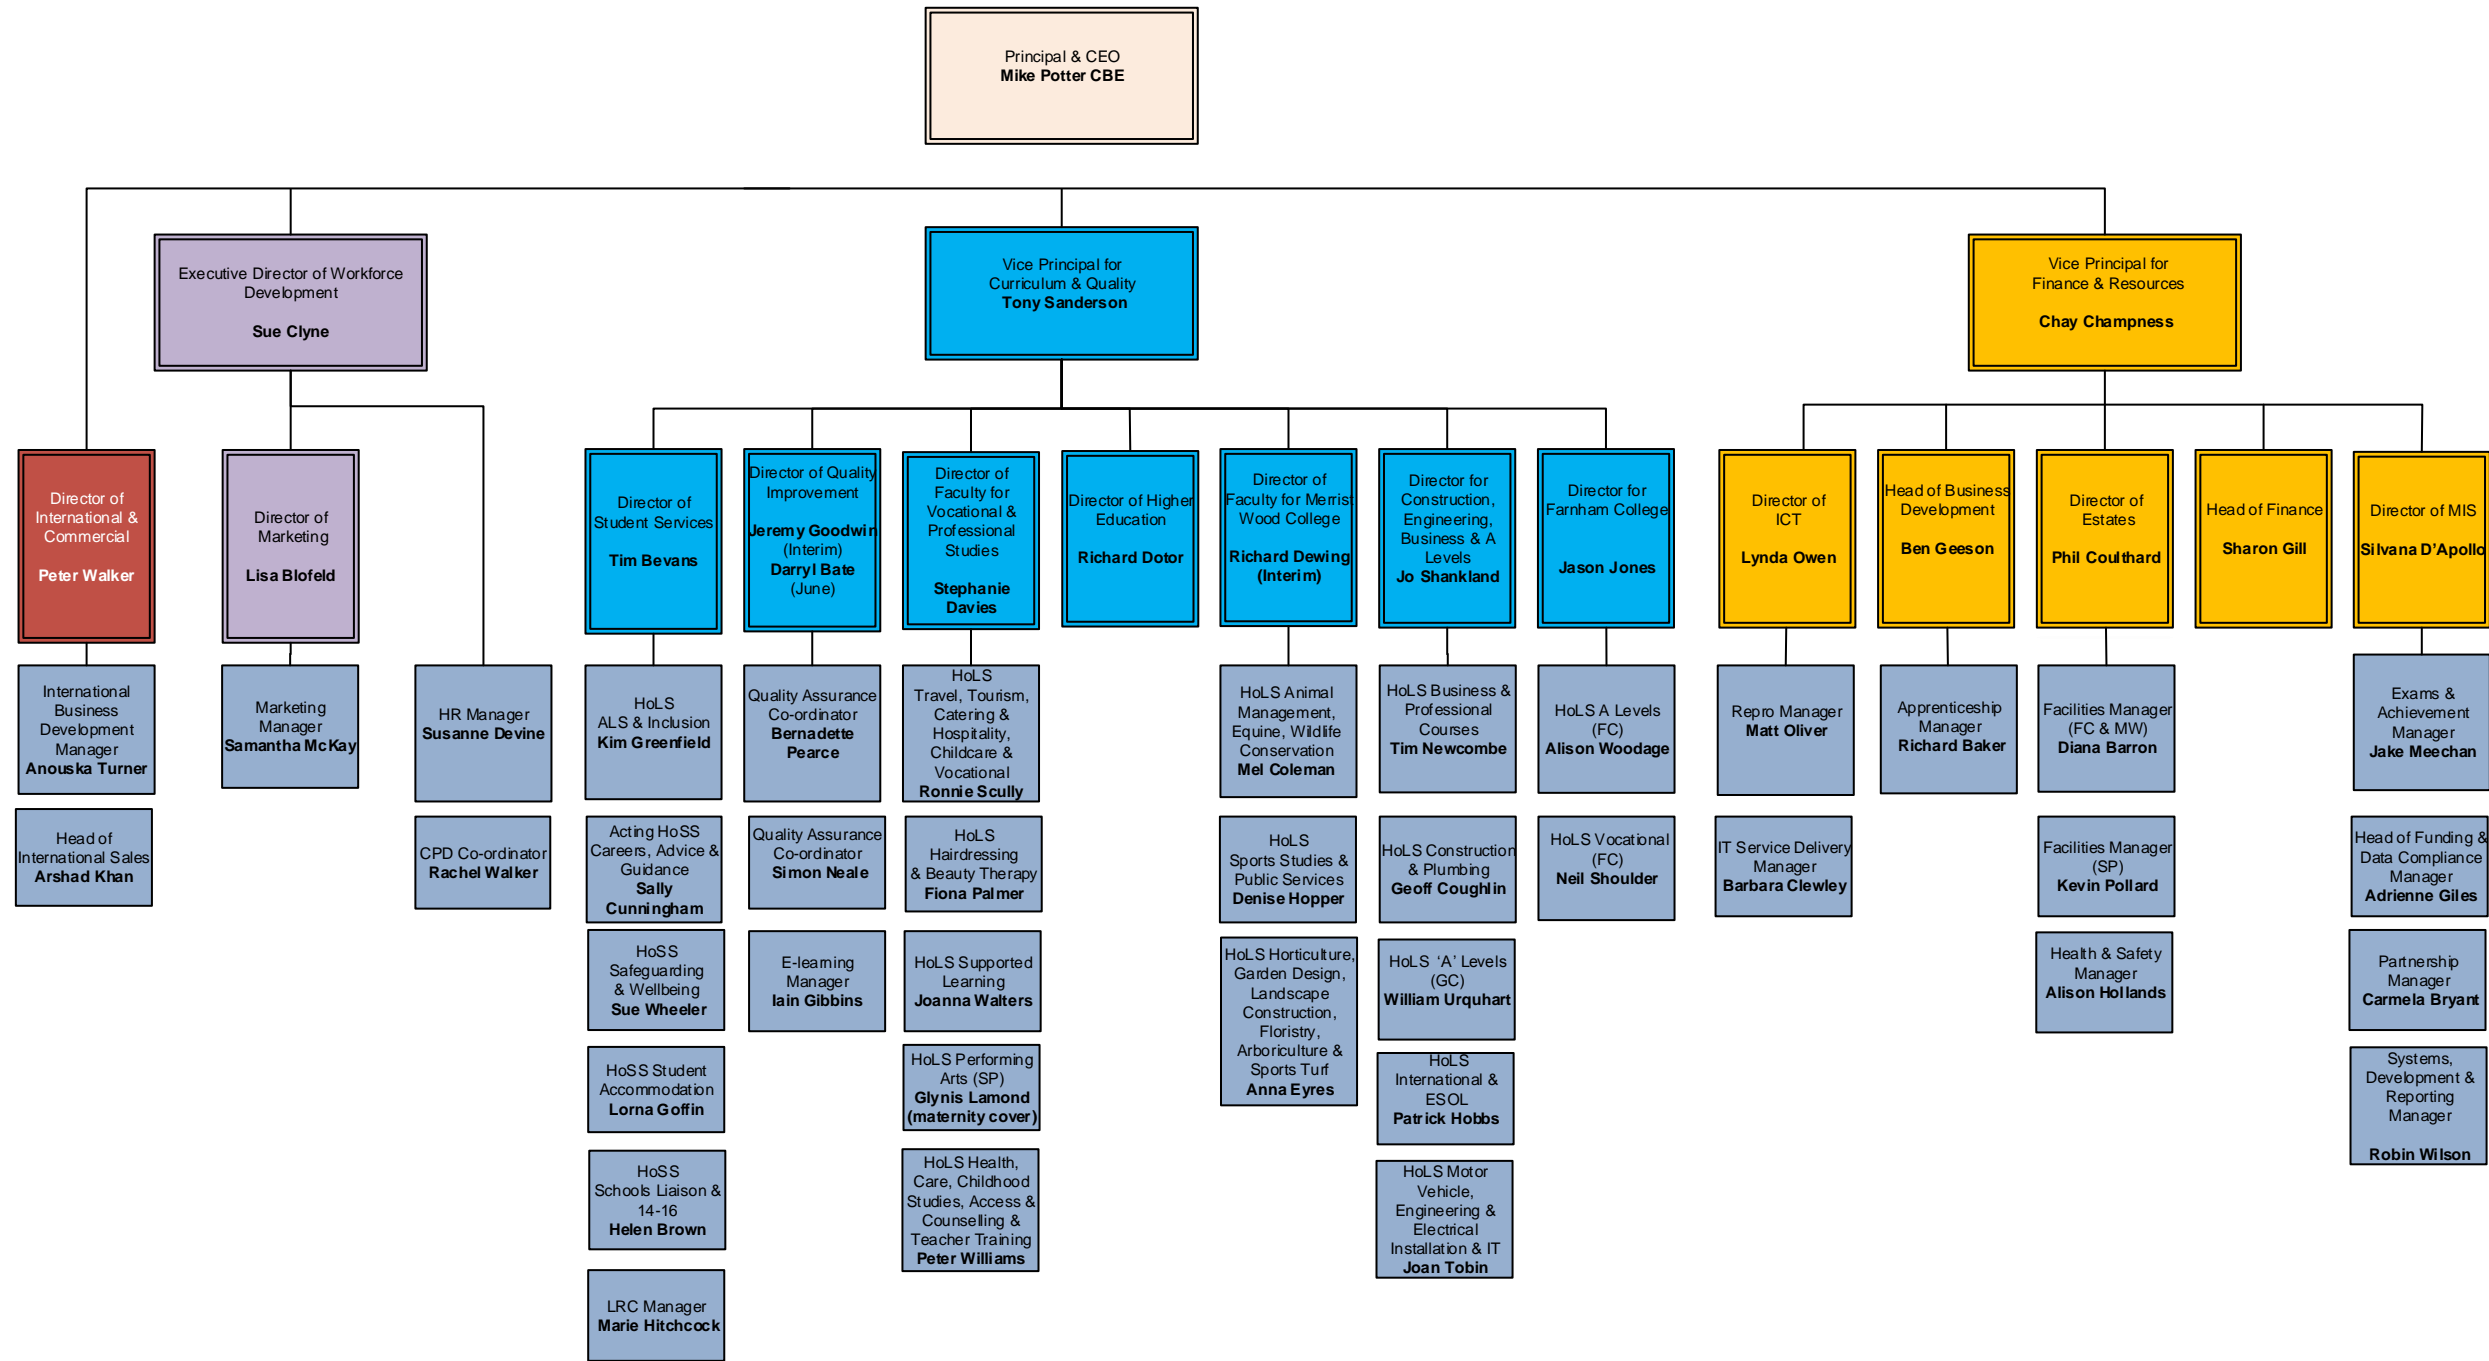 Principal & CEO
Mike Potter CBE
Executive Director of Workforce
Development
Sue Clyne
Vice Principal for
Curriculum & Quality
Tony Sanderson
Vice Principal for
Finance & Resources
Chay Champness
Director of
International &
Commercial
Peter Walker
Director of
Marketing
Lisa Blofeld
Director of
Student Services
Tim Bevans
Director of Quality
Improvement
Jeremy Goodwin
(Interim)
Darryl Bate
(June)
Director of
Faculty for
Vocational &
Professional
Studies
Stephanie
Davies
Director of Higher
Education
Richard Dotor
Director of
Faculty for Merrist
Wood College
Richard Dewing
(Interim)
Director for
Construction,
Engineering,
Business & A
Levels
Jo Shankland
Director for
Farnham College
Jason Jones
Director of
ICT
Lynda Owen
Head of Business
Development
Ben Geeson
Director of
Estates
Phil Coulthard
Head of Finance
Sharon Gill
Director of MIS
Silvana D'Apollo
International
Business
Development
Manager
Anouska Turner
Marketing
Manager
Samantha McKay
HR Manager
Susanne Devine
HoLS
ALS & Inclusion
Kim Greenfield
Quality Assurance
Co-ordinator
Bernadette
Pearce
HoLS
Travel, Tourism,
Catering &
Hospitality,
Childcare &
Vocational
Ronnie Scully
HoLS Animal
Management,
Equine, Wildlife
Conservation
Mel Coleman
HoLS Business &
Professional
Courses
Tim Newcombe
HoLS A Levels
(FC)
Alison Woodage
Repro Manager
Matt Oliver
Apprenticeship
Manager
Richard Baker
Facilities Manager
(FC & MW)
Diana Barron
Exams &
Achievement
Manager
Jake Meechan
Head of
International Sales
Arshad Khan
CPD Co-ordinator
Rachel Walker
Acting HoSS
Careers, Advice &
Guidance
Sally
Cunningham
Quality Assurance
Co-ordinator
Simon Neale
HoLS
Hairdressing
& Beauty Therapy
Fiona Palmer
HoLS
Sports Studies &
Public Services
Denise Hopper
HoLS Construction
& Plumbing
Geoff Coughlin
HoLS Vocational
(FC)
Neil Shoulder
IT Service Delivery
Manager
Barbara Clewley
Facilities Manager
(SP)
Kevin Pollard
Head of Funding &
Data Compliance
Manager
Adrienne Giles
HoSS
Safeguarding
& Wellbeing
Sue Wheeler
E-learning
Manager
Iain Gibbins
HoLS Supported
Learning
Joanna Walters
HoLS Horticulture,
Garden Design,
Landscape
Construction,
Floristry,
Arboriculture &
Sports Turf
Anna Eyres
HoLS 'A' Levels
(GC)
William Urquhart
Health & Safety
Manager
Alison Hollands
Partnership
Manager
Carmela Bryant
HoSS Student
Accommodation
Lorna Goffin
HoLS Performing
Arts (SP)
Glynis Lamond
(maternity cover)
HoLS
International &
ESOL
Patrick Hobbs
Systems,
Development &
Reporting
Manager
Robin Wilson
HoSS
Schools Liaison &
14-16
Helen Brown
HoLS Health,
Care, Childhood
Studies, Access &
Counselling &
Teacher Training
Peter Williams
HoLS Motor
Vehicle,
Engineering &
Electrical
Installation & IT
Joan Tobin
LRC Manager
Marie Hitchcock